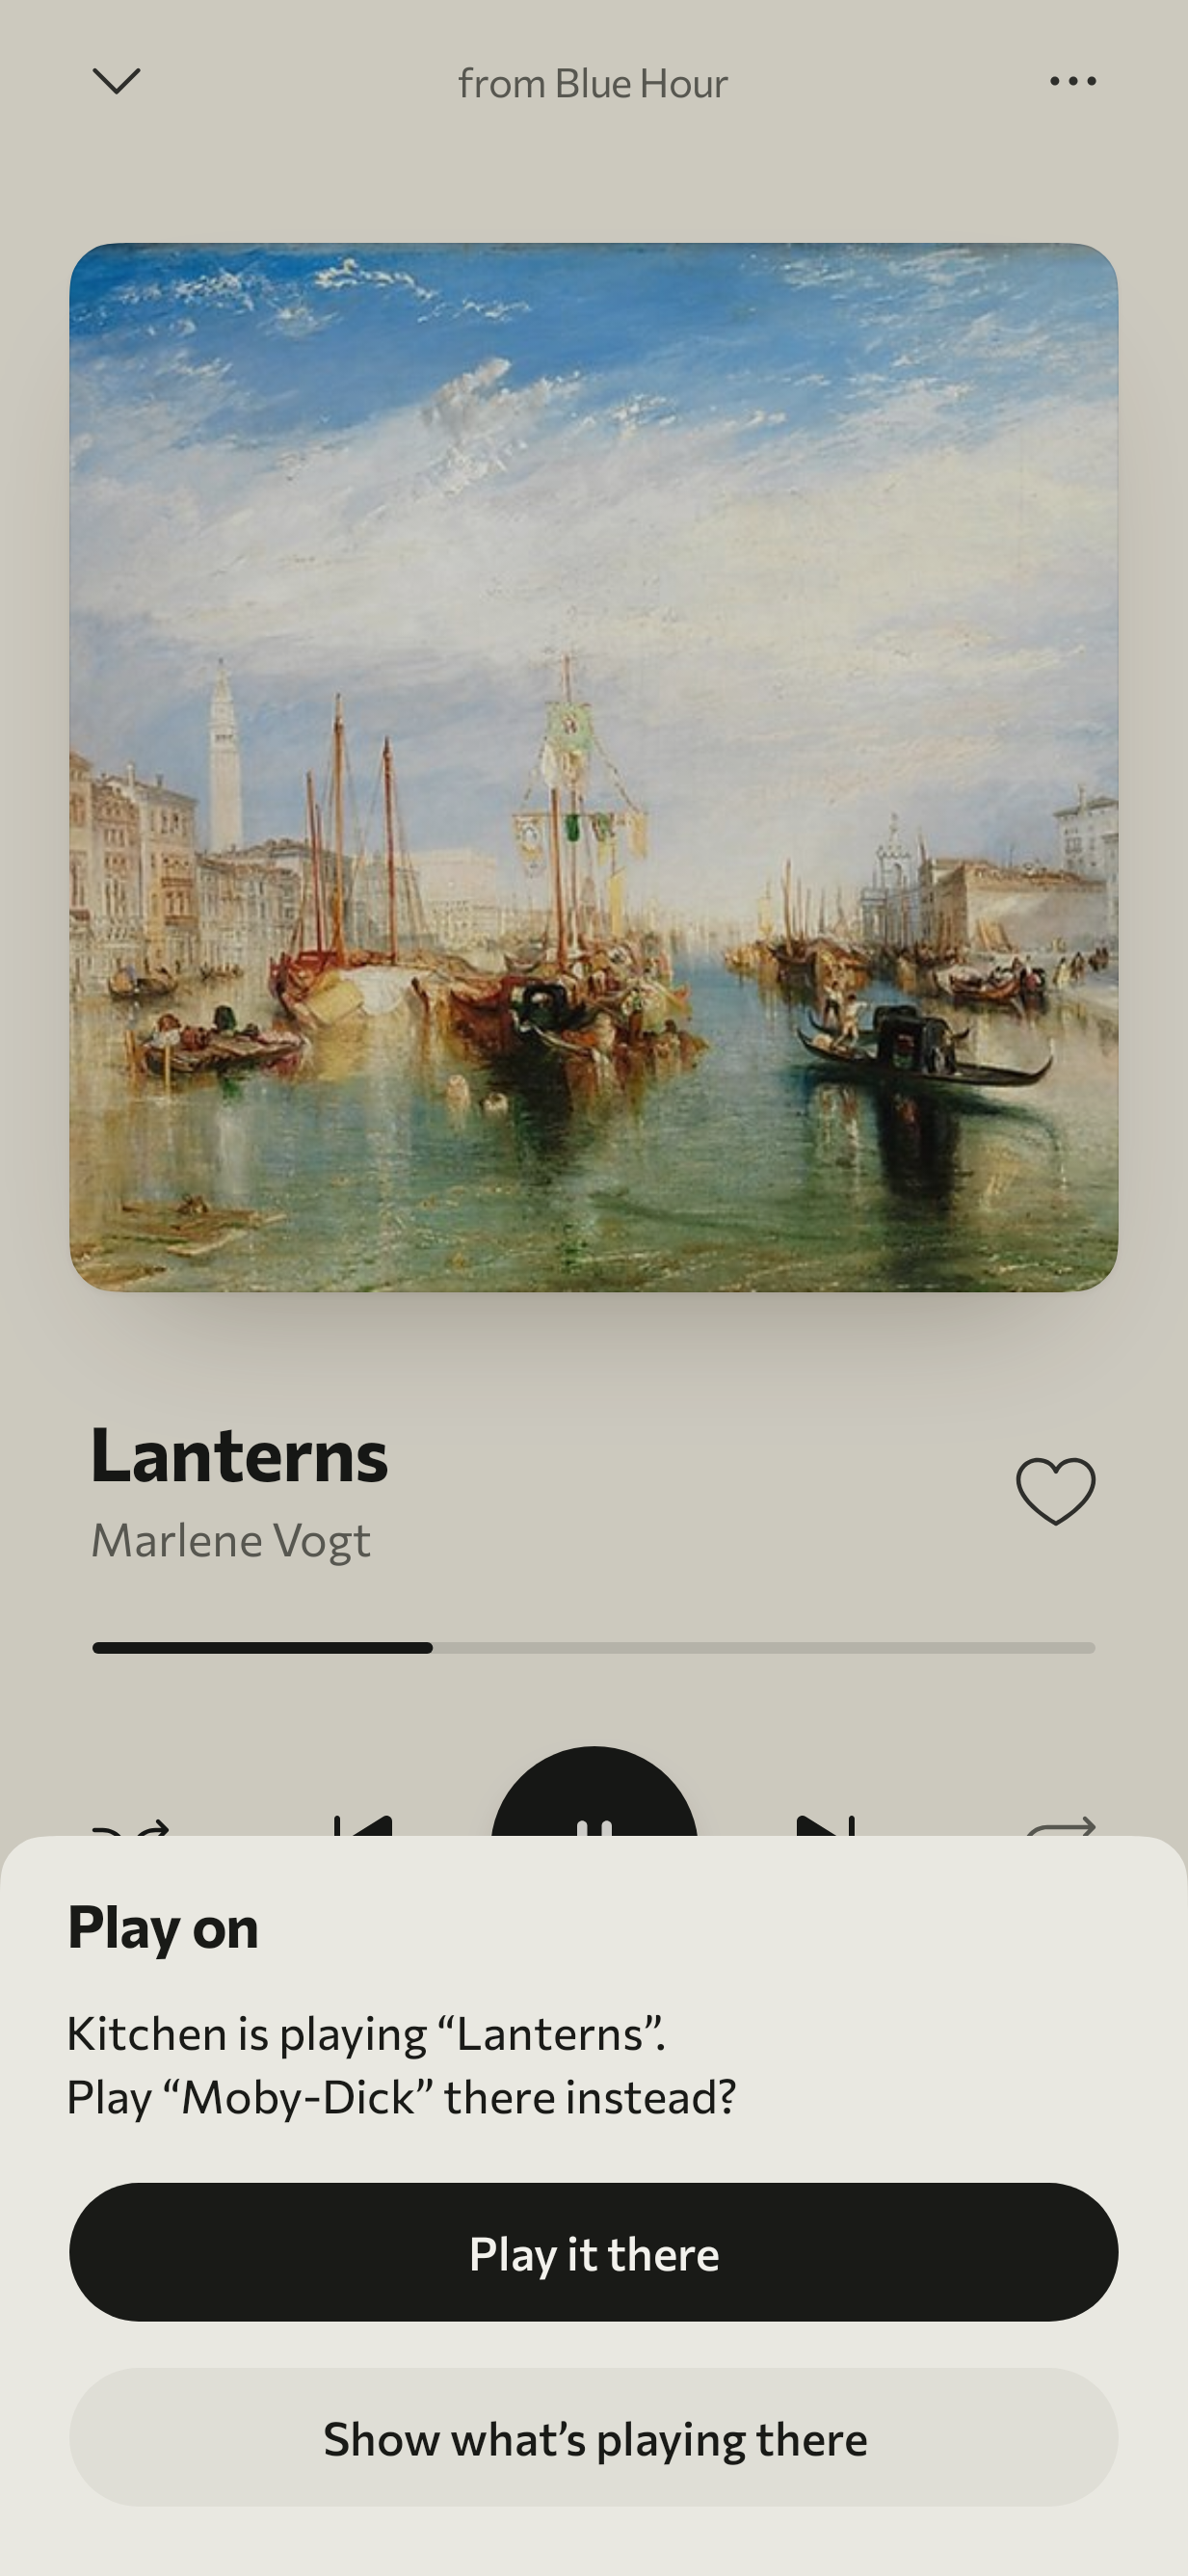 from Blue Hour
Lanterns
Marlene Vogt
Play on
Kitchen is playing “Lanterns”.
Play “Moby-Dick” there instead?
Play it there
Show what’s playing there